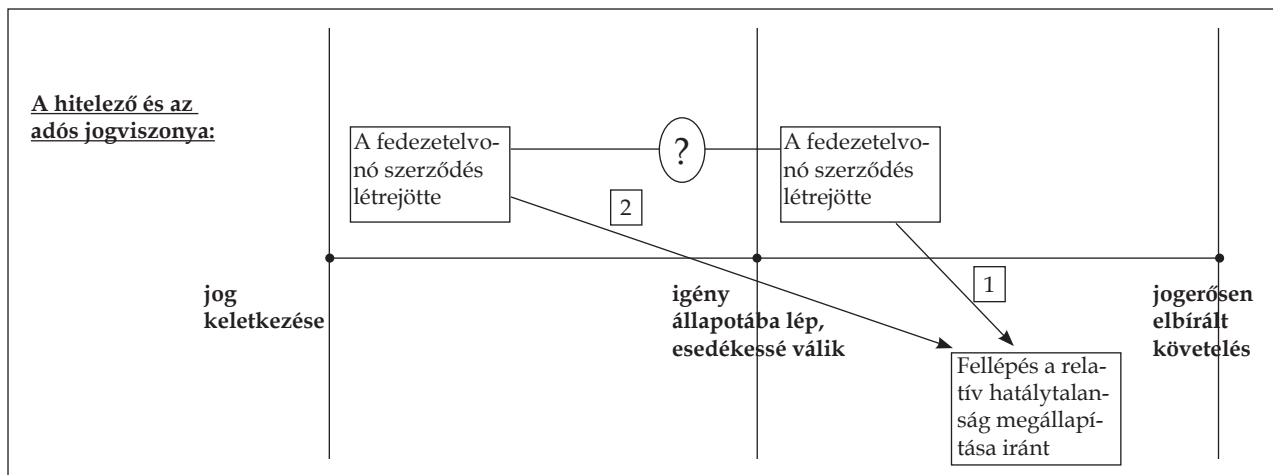 A hitelező és az
adós jogviszonya:
A fedezetelvo-
nó szerződés
létrejötte
?
A fedezetelvo-
nó szerződés
létrejötte
2
1
jog
keletkezése
igény
állapotába lép,
esedékessé válik
jogerősen
elbírált
követelés
Fellépés a rela-
tív hatálytalan-
ság megállapí-
tása iránt